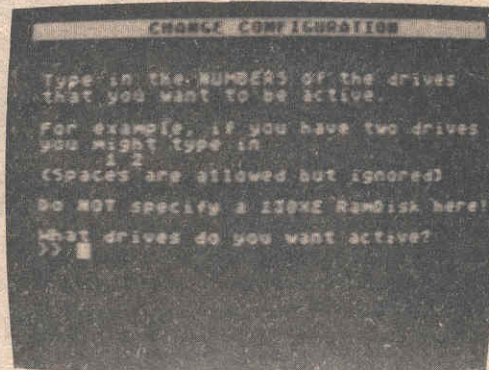 CHANGE CONFIGURATION
Type in the NUMBERS of the drives
that you want to be active.
For example, if you have two drives
you might type in
1 2
(Spaces are allowed but ignored)
Do NOT specify a 130XE RamDisk here!
What drives do you want active?
>>